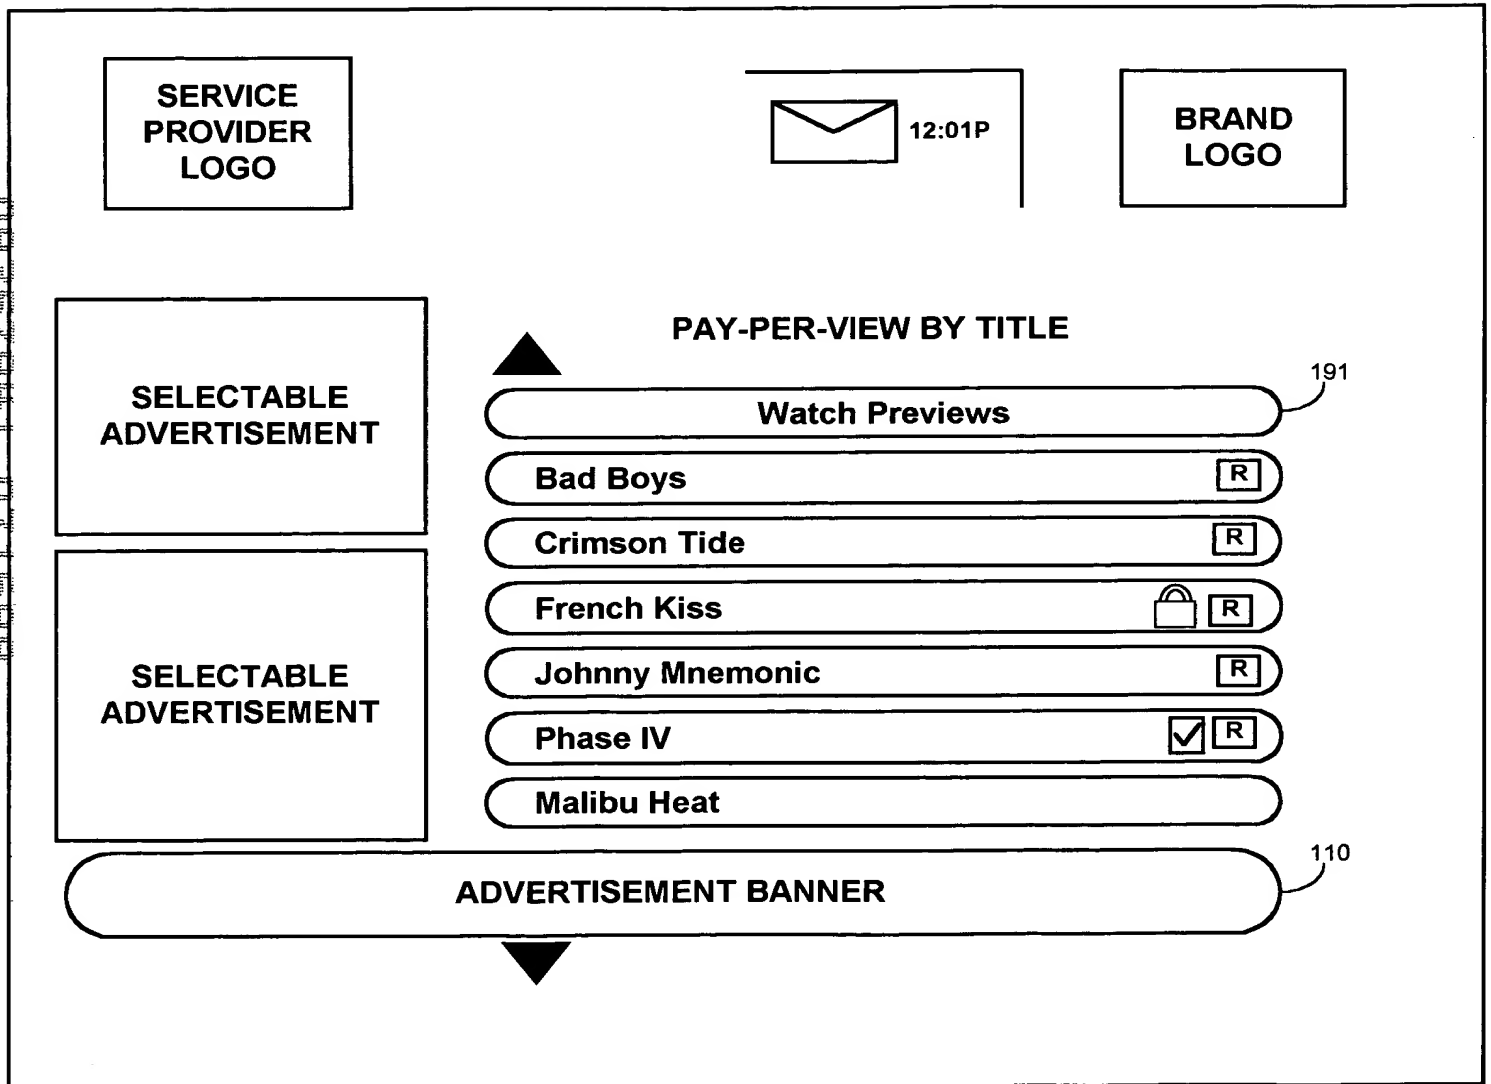 SERVICE
PROVIDER
LOGO
12:01P
BRAND
LOGO
SELECTABLE
ADVERTISEMENT
SELECTABLE
ADVERTISEMENT
PAY-PER-VIEW BY TITLE
191
Watch Previews
Bad Boys R
Crimson Tide R
French Kiss R
Johnny Mnemonic R
Phase IV R
Malibu Heat
110
ADVERTISEMENT BANNER